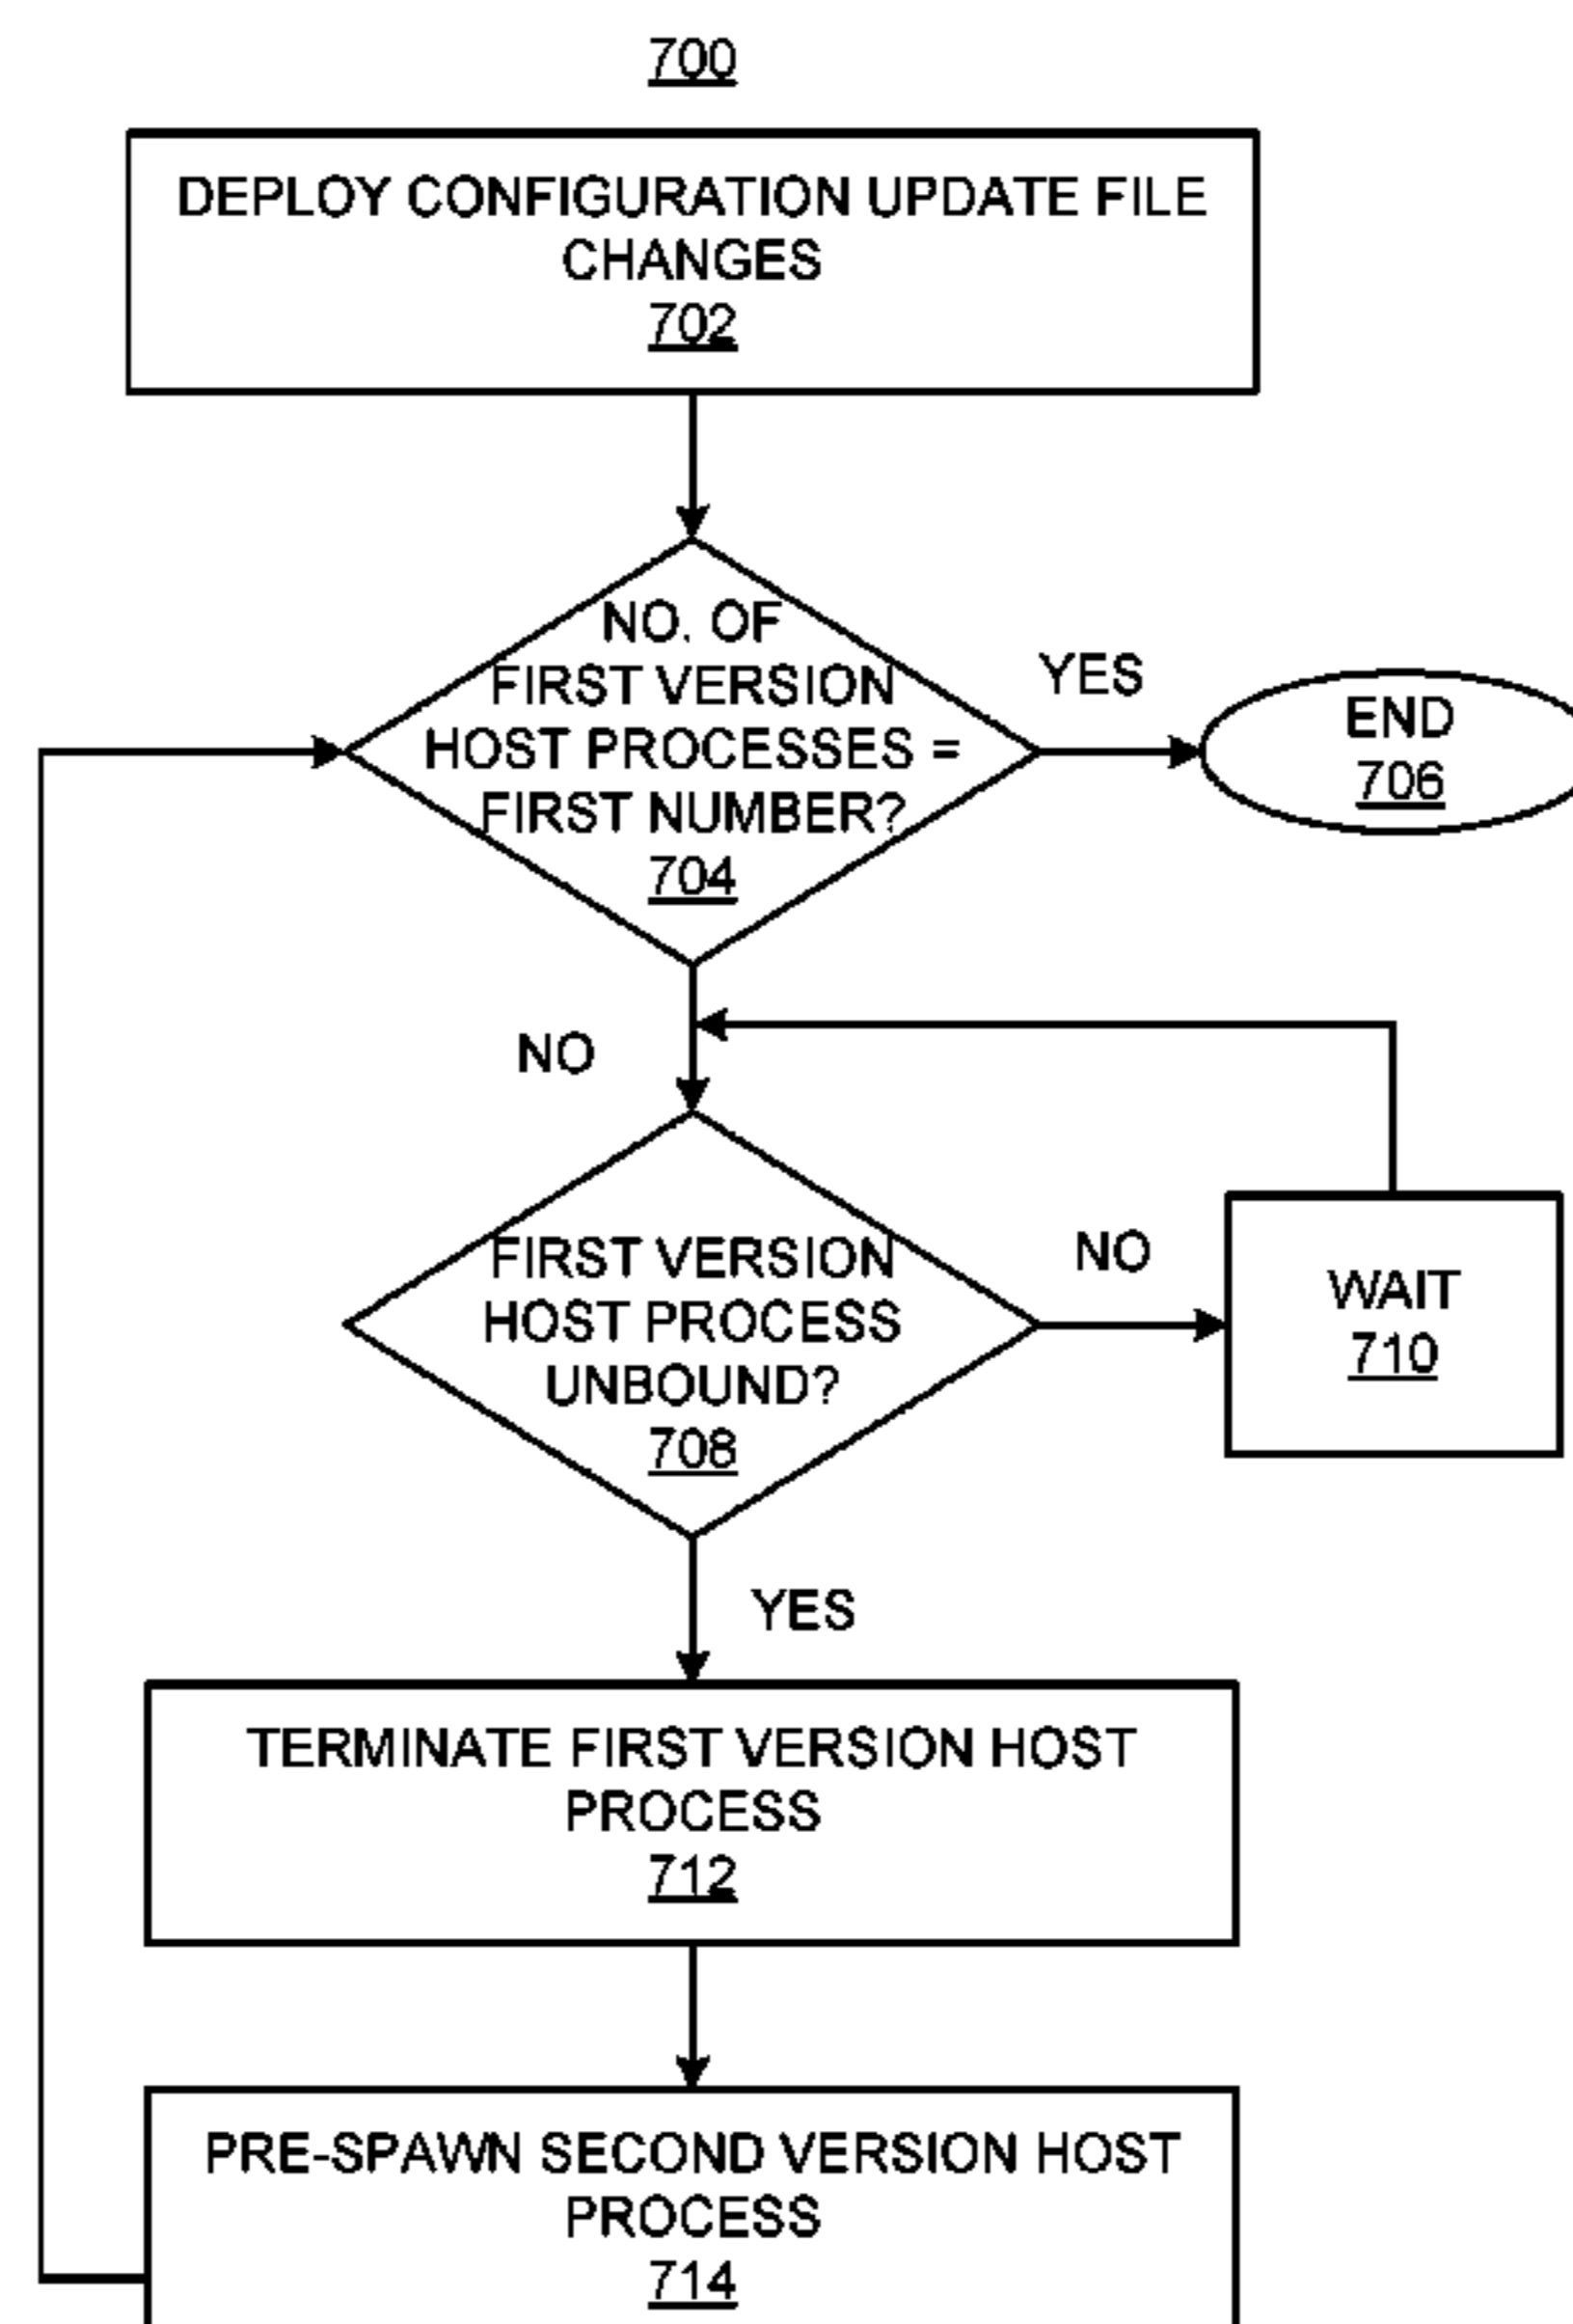 700
DEPLOY CONFIGURATION UPDATE FILE
CHANGES
702
NO. OF
FIRST VERSION
HOST PROCESSES =
FIRST NUMBER?
704
YES
END
706
NO
FIRST VERSION
HOST PROCESS
UNBOUND?
708
NO
WAIT
710
YES
TERMINATE FIRST VERSION HOST
PROCESS
712
PRE-SPAWN SECOND VERSION HOST
PROCESS
714